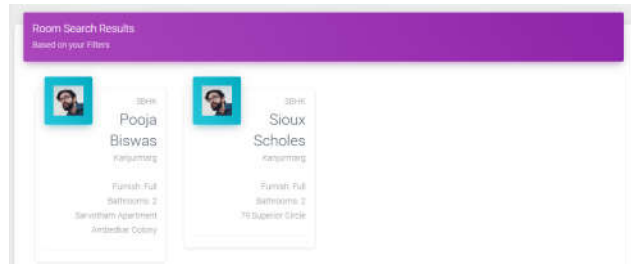 Room Search Results
Based on your Filters
3BHK
Pooja
Biswas
Kanjurmarg
Furnish: Full
Bathrooms: 2
Sarvotham Apartment
Ambedkar Colony
3BHK
Sioux
Scholes
Kanjurmarg
Furnish: Full
Bathrooms: 2
79 Superior Circle